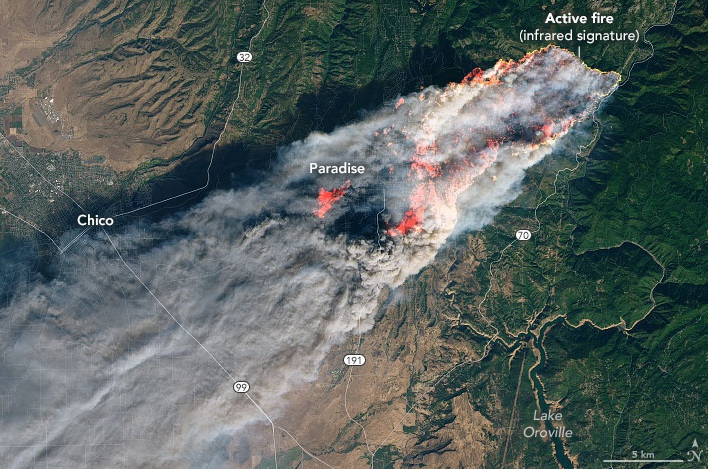 Active fire
(infrared signature)
32
Paradise
Chico
70
191
99
Lake
Oroville
5 km
N